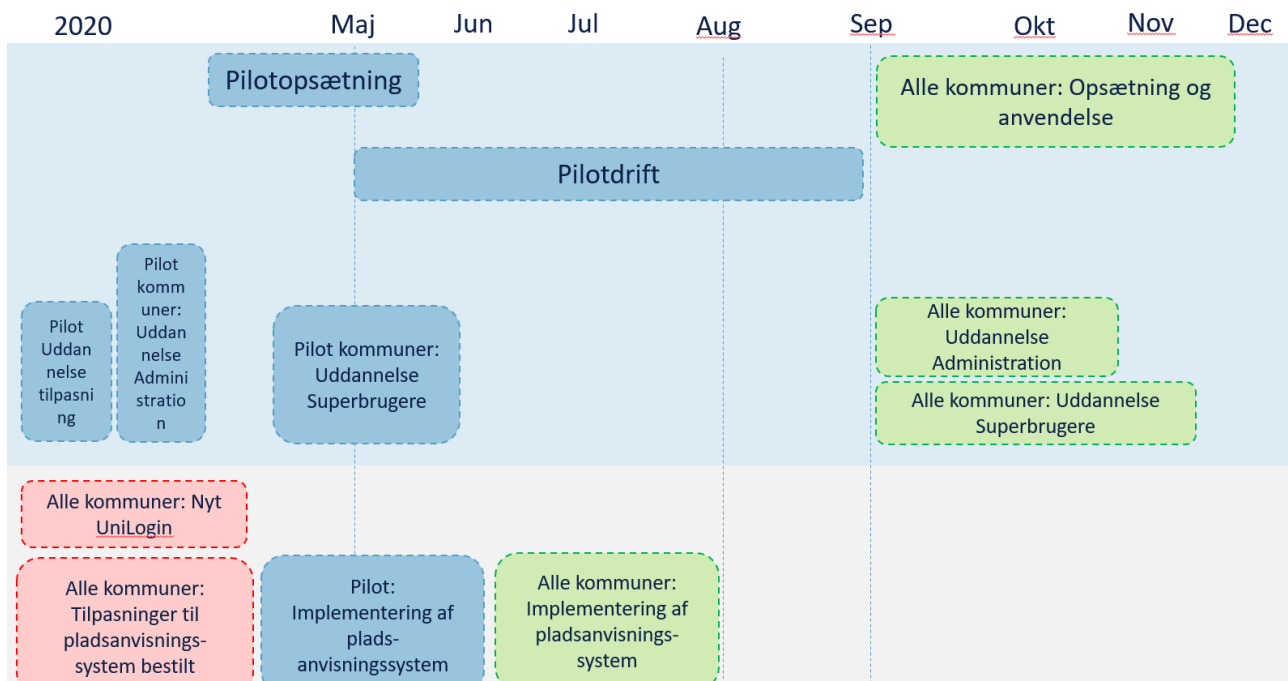 2020 Maj Jun Jul Aug Sep Okt Nov Dec
Pilotopsætning
Alle kommuner: Opsætning og
anvendelse
Pilotdrift
Pilot
Uddan
nelse
tilpasni
ng
Pilot
komm
uner:
Uddan
nelse
Admini
stratio
n
Pilot kommuner:
Uddannelse
Superbrugere
Alle kommuner:
Uddannelse
Administration
Alle kommuner: Uddannelse
Superbrugere
Alle kommuner: Nyt
UniLogin
Alle kommuner:
Tilpasninger til
pladsanvisnings-
system bestilt
Pilot:
Implementering af
plads-
anvisningssystem
Alle kommuner:
Implementering af
pladsanvisnings-
system